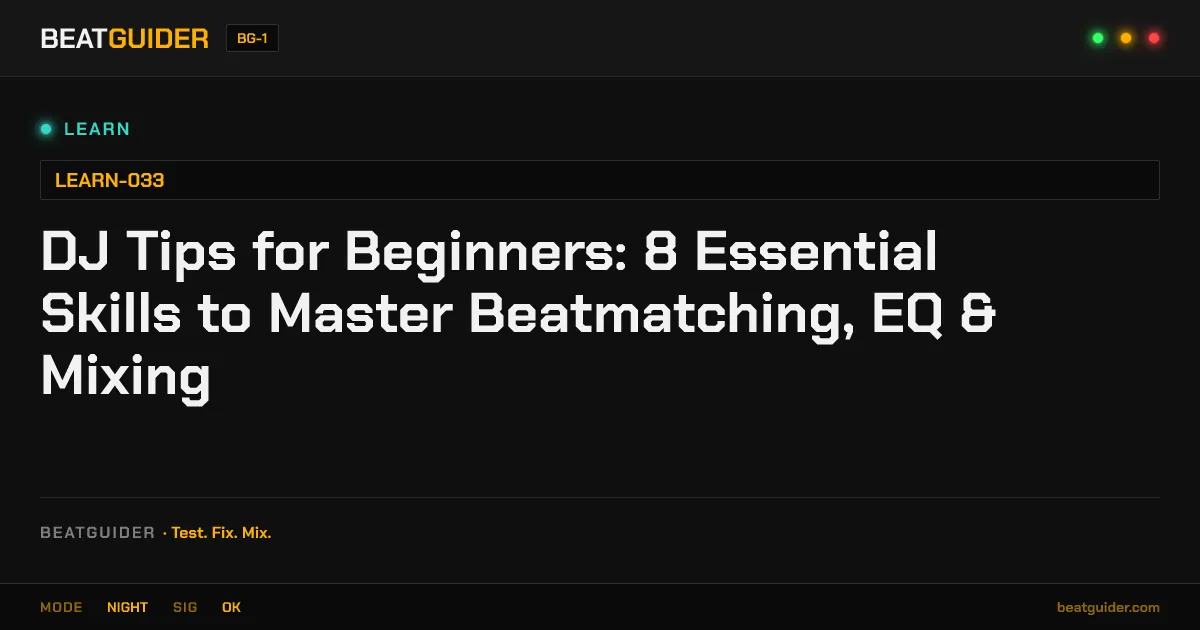 BEATGUIDER BG-1
LEARN
LEARN-033
DJ Tips for Beginners: 8 Essential
Skills to Master Beatmatching, EQ &
Mixing
BEATGUIDER · Test. Fix. Mix.
MODE NIGHT SIG OK beatguider.com